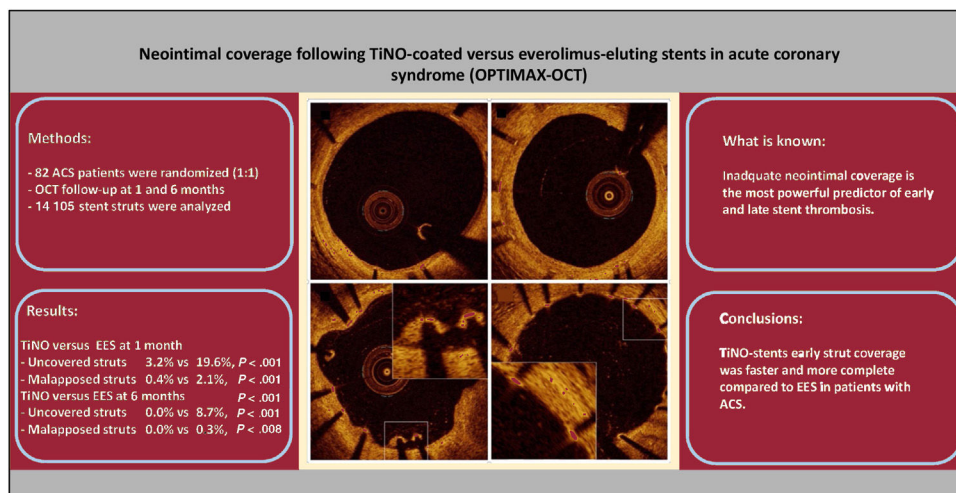 Neointimal coverage following TiNO-coated versus everolimus-eluting stents in acute coronary
syndrome (OPTIMAX-OCT)
Methods:
- 82 ACS patients were randomized (1:1)
- OCT follow-up at 1 and 6 months
- 14 105 stent struts were analyzed
Results:
TiNO versus EES at 1 month
- Uncovered struts 3.2% vs 19.6%, P < .001
- Malapposed struts 0.4% vs 2.1%, P < .001
TiNO versus EES at 6 months P < .001
- Uncovered struts 0.0% vs 8.7%, P < .001
- Malapposed struts 0.0% vs 0 3%, P < .008
What is known:
Inadquate neointimal coverage is
the most powerful predictor of early
and late stent thrombosis.
Conclusions:
TiNO-stents early strut coverage
was faster and more complete
compared to EES in patients with
ACS.